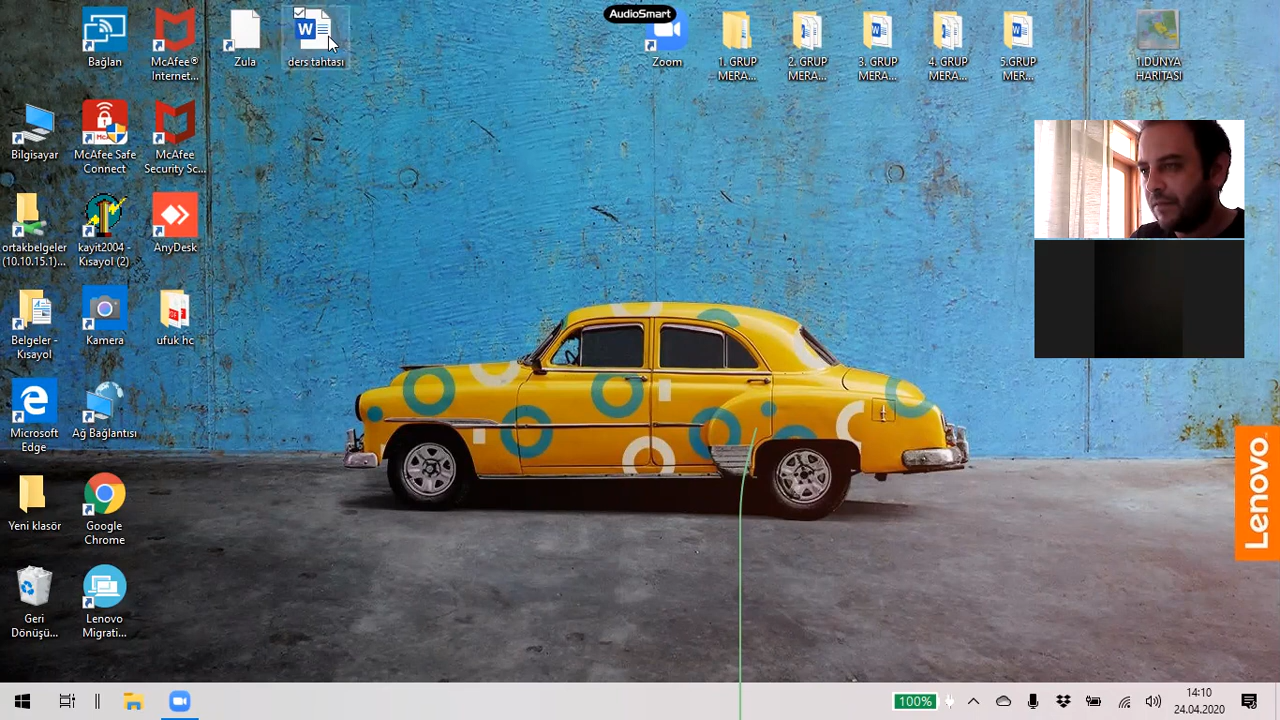 AudioSmart
Bağlan
McAfee®
Internet...
Zula
ders tahtası
Zoom
1. GRUP
MERA...
2. GRUP
MERA...
3. GRUP
MERA...
4. GRUP
MERA...
5.GRUP
MER...
1.DÜNYA
HARİTASI
Bilgisayar
McAfee Safe
Connect
McAfee
Security Sc...
ortakbelgeler
(10.10.15.1)...
kayit2004 -
Kısayol (2)
AnyDesk
Belgeler -
Kısayol
Kamera
ufuk hc
Microsoft
Edge
Ağ Bağlantısı
Yeni klasör
Google
Chrome
Geri
Dönüşü...
Lenovo
Migrati...
Lenovo
100%
14:10
24.04.2020